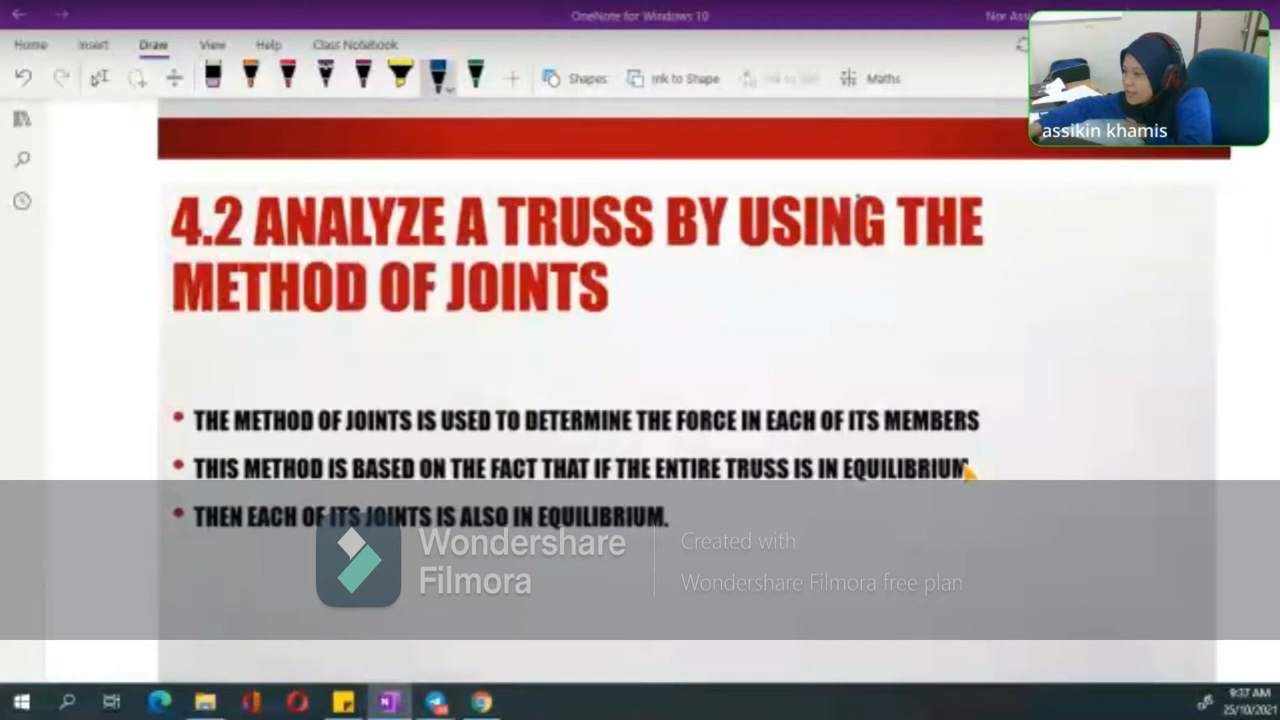 OneNote for Windows 10
Nor Assi
Home Insert Draw View Help Class Notebook
Shapes Ink to Shape Maths
assikin khamis
4.2 ANALYZE A TRUSS BY USING THE
METHOD OF JOINTS
• THE METHOD OF JOINTS IS USED TO DETERMINE THE FORCE IN EACH OF ITS MEMBERS
• THIS METHOD IS BASED ON THE FACT THAT IF THE ENTIRE TRUSS IS IN EQUILIBRIUM
• THEN EACH OF ITS JOINTS IS ALSO IN EQUILIBRIUM.
Wondershare
Filmora
Created with
Wondershare Filmora free plan
9:37 AM
25/10/2021